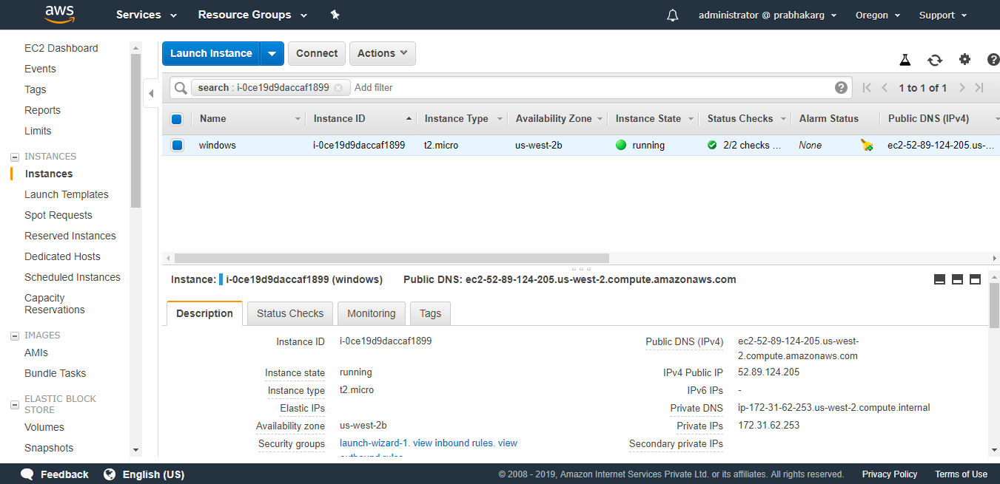 aws Services Resource Groups administrator @ prabhakarg Oregon Support
EC2 Dashboard
Events
Tags
Reports
Limits
INSTANCES
Instances
Launch Templates
Spot Requests
Reserved Instances
Dedicated Hosts
Scheduled Instances
Capacity
Reservations
IMAGES
AMIs
Bundle Tasks
ELASTIC BLOCK
STORE
Volumes
Snapshots
Launch Instance Connect Actions
search : i-0ce19d9daccaf1899 Add filter 1 to 1 of 1
Name Instance ID Instance Type Availability Zone Instance State Status Checks Alarm Status Public DNS (IPv4)
windows i-0ce19d9daccaf1899 t2.micro us-west-2b running 2/2 checks ... None ec2-52-89-124-205.us-...
Instance: i-0ce19d9daccaf1899 (windows) Public DNS: ec2-52-89-124-205.us-west-2.compute.amazonaws.com
Description Status Checks Monitoring Tags
Instance ID i-0ce19d9daccaf1899
Instance state running
Instance type t2.micro
Elastic IPs
Availability zone us-west-2b
Security groups launch-wizard-1. view inbound rules. view
outbound rules
Public DNS (IPv4) ec2-52-89-124-205.us-west-
2.compute.amazonaws.com
IPv4 Public IP 52.89.124.205
IPv6 IPs -
Private DNS ip-172-31-62-253.us-west-2.compute.internal
Private IPs 172.31.62.253
Secondary private IPs
Feedback English (US) © 2008 - 2019, Amazon Internet Services Private Ltd. or its affiliates. All rights reserved. Privacy Policy Terms of Use